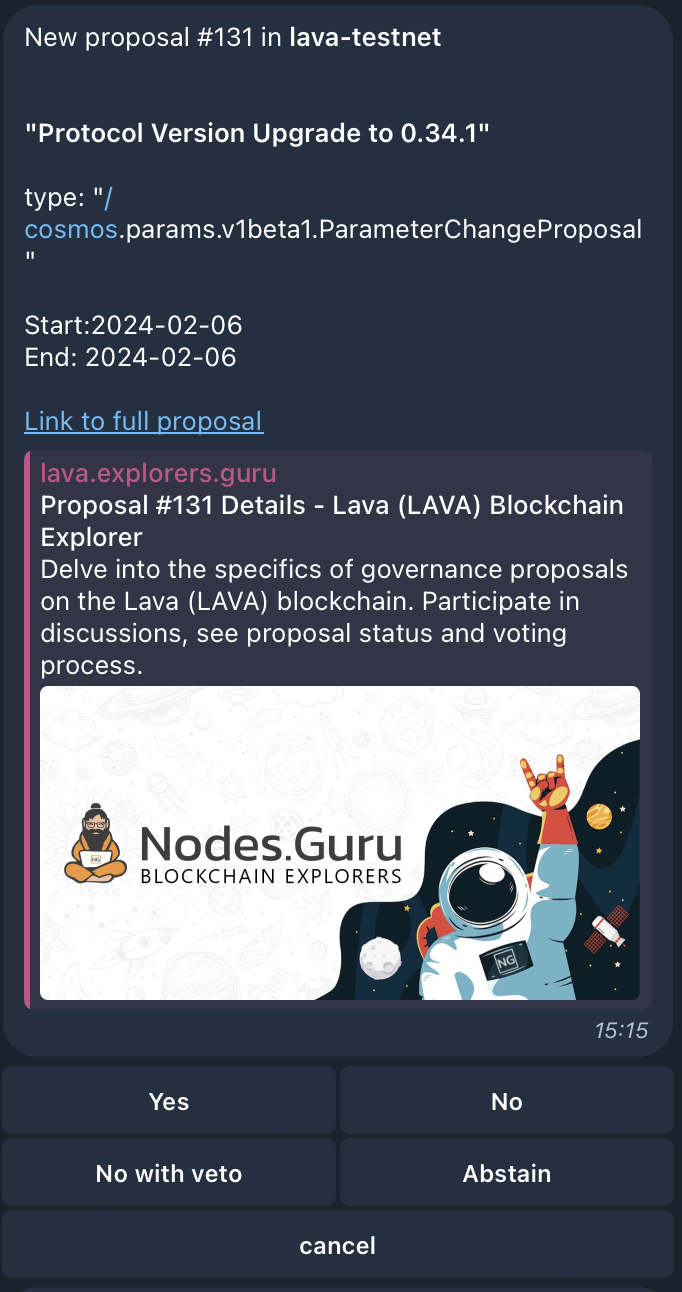 New proposal #131 in lava-testnet
"Protocol Version Upgrade to 0.34.1"
type: "/
cosmos.params.v1beta1.ParameterChangeProposal
"
Start:2024-02-06
End: 2024-02-06
Link to full proposal
lava.explorers.guru
Proposal #131 Details - Lava (LAVA) Blockchain
Explorer
Delve into the specifics of governance proposals
on the Lava (LAVA) blockchain. Participate in
discussions, see proposal status and voting
process.
Nodes.Guru
BLOCKCHAIN EXPLORERS
NG
NG
15:15
Yes
No
No with veto
Abstain
cancel